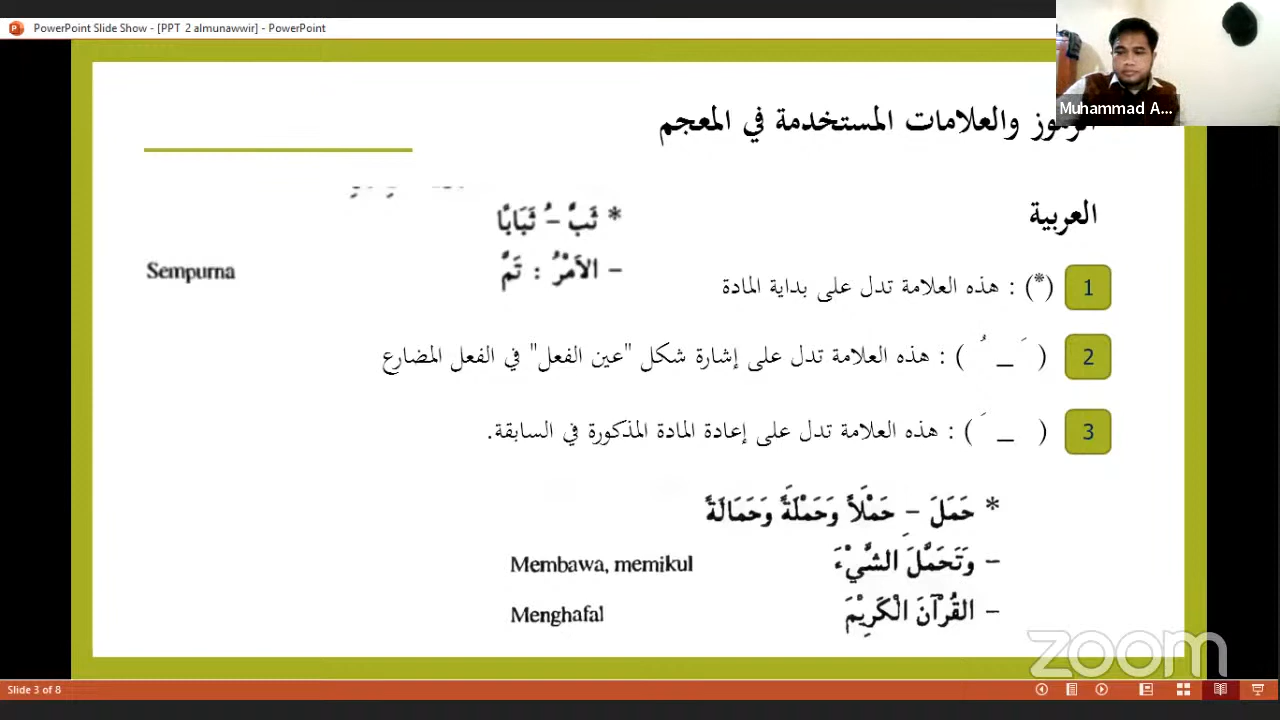 PowerPoint Slide Show - [PPT 2 almunawwir] - PowerPoint
Muhammad A...
الرموز والعلامات المستخدمة في المعجم
العربية
* ثَبَّ – ُ ثَبَابًا
– الاَمْرُ : تَمَّ
Sempurna
1 (*) : هذه العلامة تدل على بداية المادة
2 ( َ _ ُ ) : هذه العلامة تدل على إشارة شكل "عين الفعل" في الفعل المضارع
3 ( _ َ ) : هذه العلامة تدل على إعادة المادة المذكورة في السابقة.
* حَمَلَ – ِ حَمْلاً وَحَمْلَةً وَحَمَالَةً
– وَتَحَمَّلَ الشَّيْءَ
Membawa, memikul
– القُرْآنَ الْكَرِيْمَ
Menghafal
zoom
Slide 3 of 8